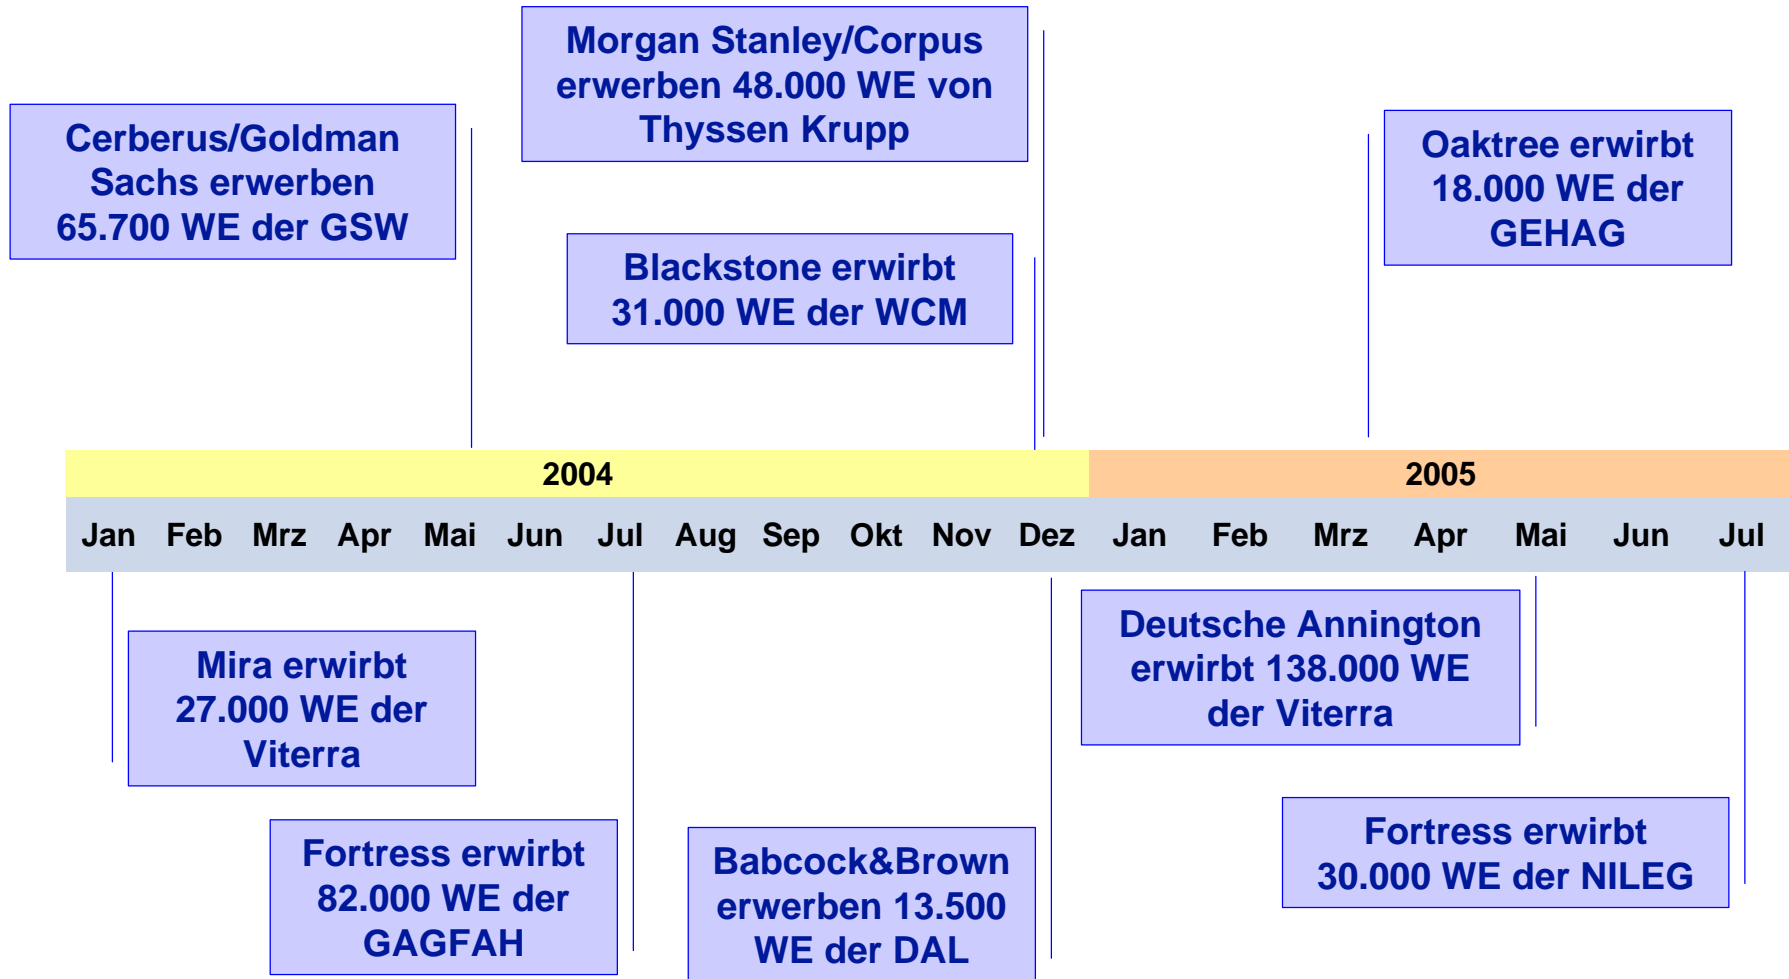 Morgan Stanley/Corpus
erwerben 48.000 WE von
Thyssen Krupp
Cerberus/Goldman
Sachs erwerben
65.700 WE der GSW
Oaktree erwirbt
18.000 WE der
GEHAG
Blackstone erwirbt
31.000 WE der WCM
2004 2005
Jan Feb Mrz Apr Mai Jun Jul Aug Sep Okt Nov Dez Jan Feb Mrz Apr Mai Jun Jul
Mira erwirbt
27.000 WE der
Viterra
Deutsche Annington
erwirbt 138.000 WE
der Viterra
Fortress erwirbt
82.000 WE der
GAGFAH
Babcock&Brown
erwerben 13.500
WE der DAL
Fortress erwirbt
30.000 WE der NILEG